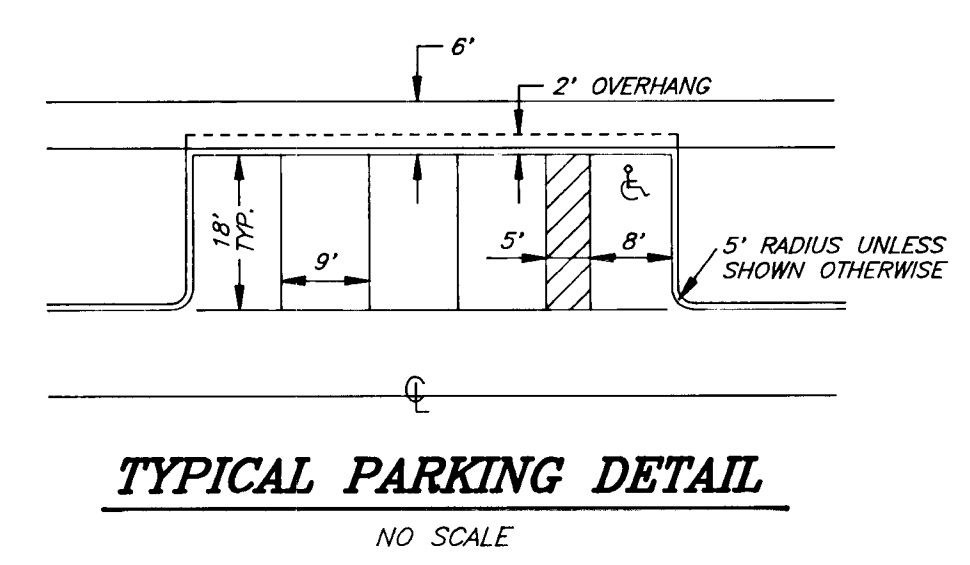 6'
2' OVERHANG
18'
TYP.
9'
5'
8'
5' RADIUS UNLESS
SHOWN OTHERWISE
℄
TYPICAL PARKING DETAIL
NO SCALE